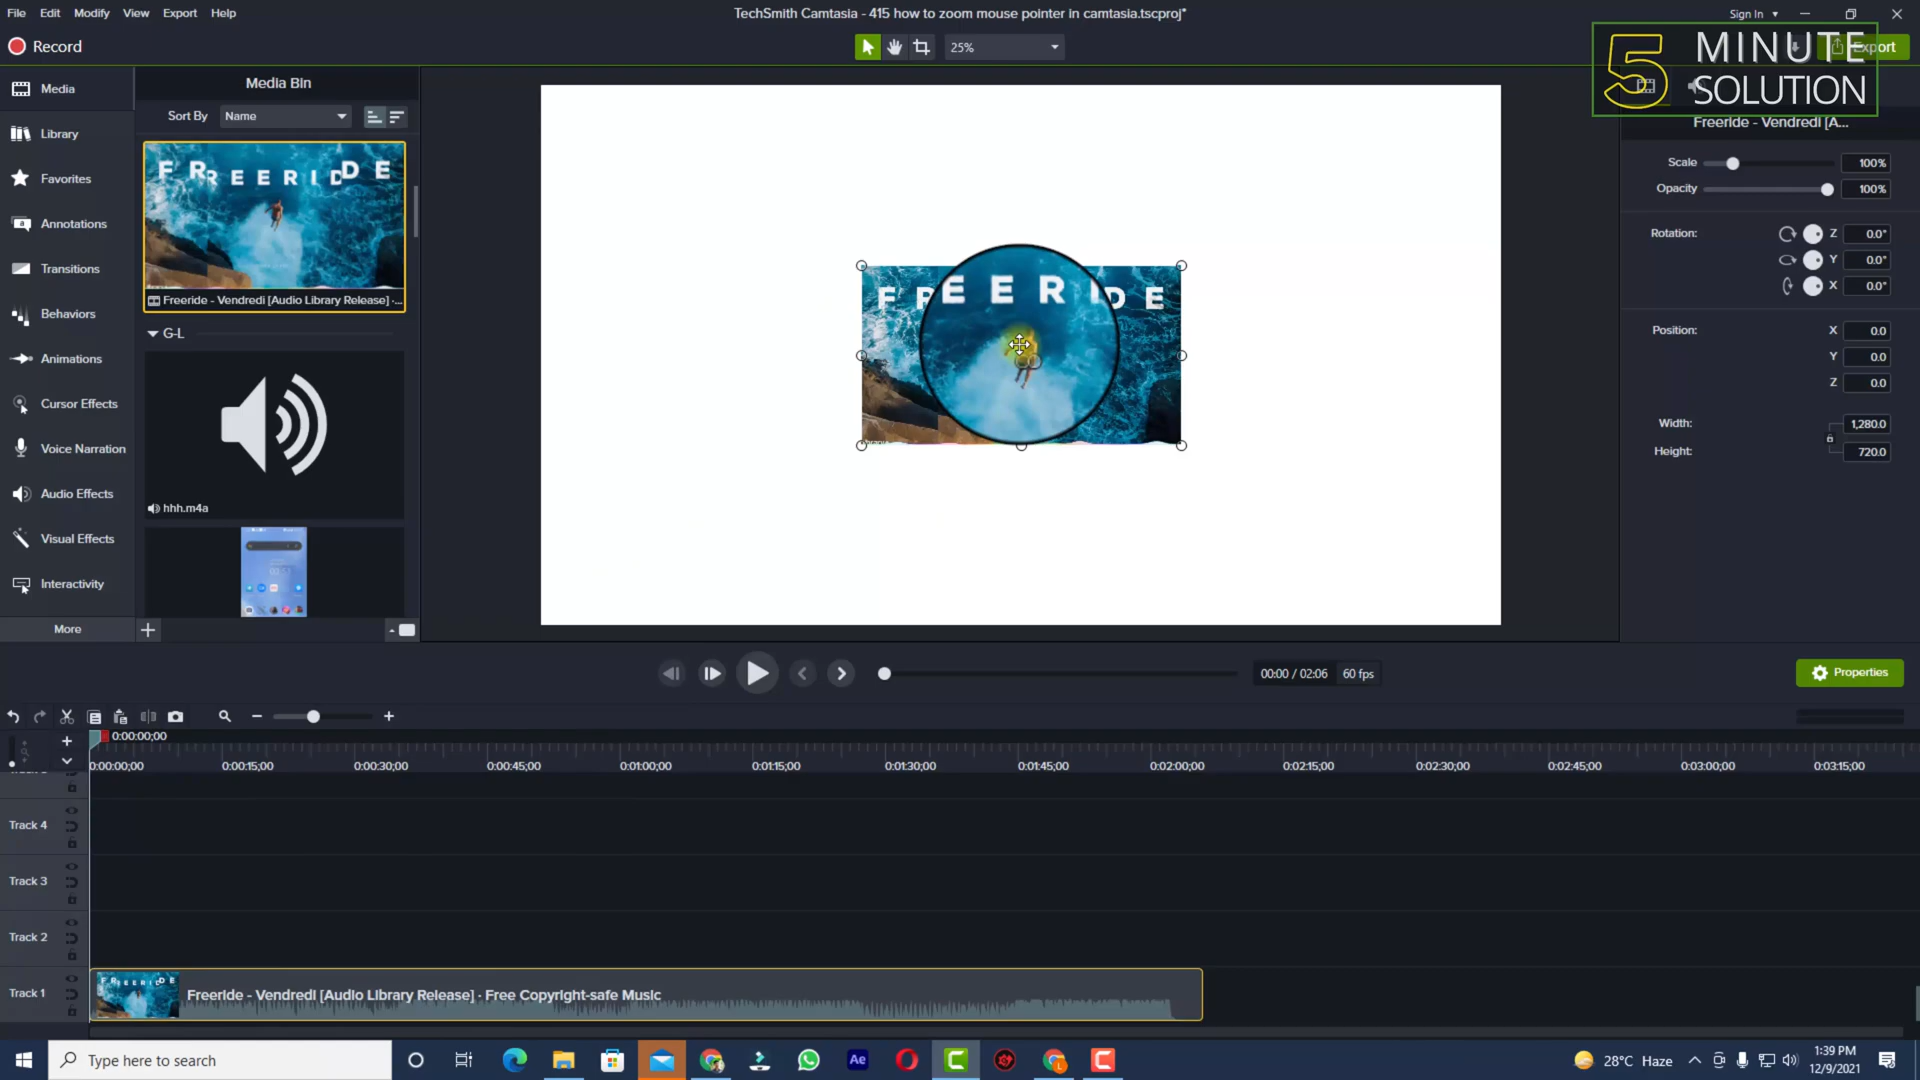 File Edit Modify View Export Help
TechSmith Camtasia - 415 how to zoom mouse pointer in camtasia.tscproj*
Sign In
Record
25%
Export
5 MINUTE SOLUTION
Media
Library
Favorites
Annotations
Transitions
Behaviors
Animations
Cursor Effects
Voice Narration
Audio Effects
Visual Effects
Interactivity
More
Media Bin
Sort By Name
Freeride - Vendredi [Audio Library Release] -...
G-L
hhh.m4a
Freeride - Vendredi [A...
Scale 100%
Opacity 100%
Rotation: Z 0.0°
Y 0.0°
X 0.0°
Position: X 0.0
Y 0.0
Z 0.0
Width: 1,280.0
Height: 720.0
00:00 / 02:06 60 fps
Properties
0:00:00;00
0:00:00;00 0:00:15;00 0:00:30;00 0:00:45;00 0:01:00;00 0:01:15;00 0:01:30;00 0:01:45;00 0:02:00;00 0:02:15;00 0:02:30;00 0:02:45;00 0:03:00;00 0:03:15;00
Track 4
Track 3
Track 2
Track 1
Freeride - Vendredi [Audio Library Release] · Free Copyright-safe Music
Type here to search
Ae
28°C Haze
1:39 PM
12/9/2021